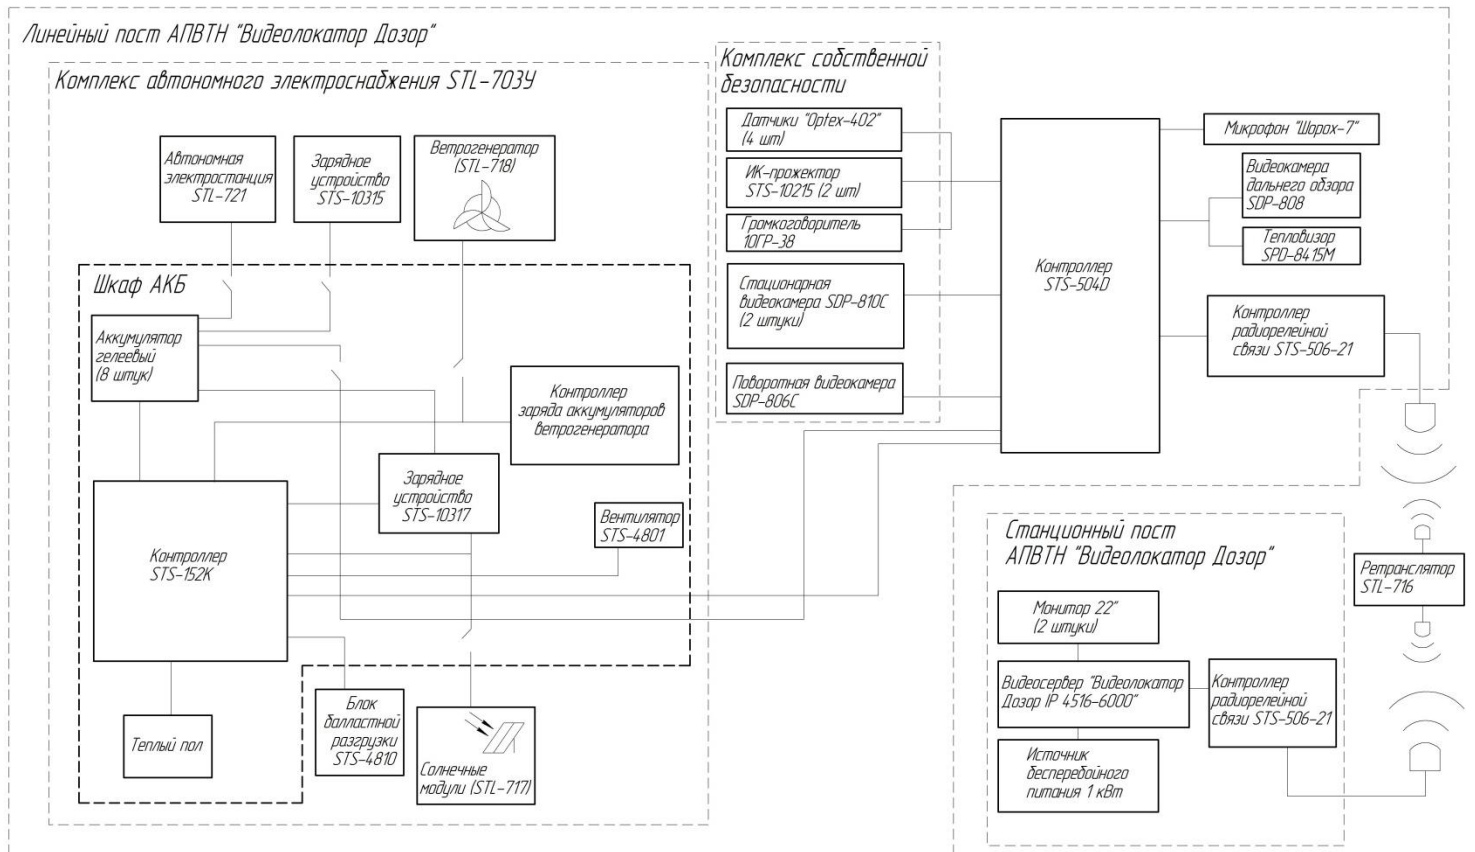 Линейный пост АПВТН "Видеолокатор Дозор"
Комплекс автономного электроснабжения STL-703У
Автономная
электростанция
STL-721
Зарядное
устройство
STS-10315
Ветрогенератор
(STL-718)
Шкаф АКБ
Аккумулятор
гелеевый
(8 штук)
Контроллер
заряда аккумуляторов
ветрогенератора
Зарядное
устройство
STS-10317
Вентилятор
STS-4801
Контроллер
STS-152К
Теплый пол
Блок
балластной
разгрузки
STS-4810
Солнечные
модули (STL-717)
Комплекс собственной
безопасности
Датчики "Optex-402"
(4 шт)
ИК-прожектор
STS-10215 (2 шт)
Громкоговоритель
10ГР-38
Стационарная
видеокамера SDP-810С
(2 штуки)
Поворотная видеокамера
SDP-806С
Контроллер
STS-504D
Микрофон "Шорох-7"
Видеокамера
дальнего обзора
SDP-808
Тепловизор
SPD-8415М
Контроллер
радиорелейной
связи STS-506-21
Ретранслятор
STL-716
Станционный пост
АПВТН "Видеолокатор Дозор"
Монитор 22"
(2 штуки)
Видеосервер "Видеолокатор
Дозор IP 4516-6000"
Контроллер
радиорелейной
связи STS-506-21
Источник
бесперебойного
питания 1 кВт